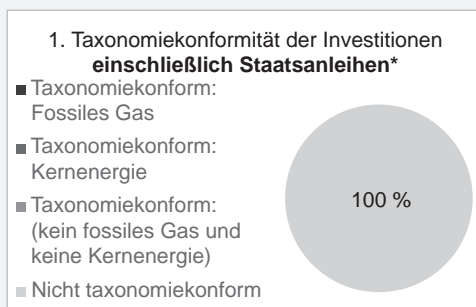 1. Taxonomiekonformität der Investitionen
einschließlich Staatsanleihen*
Taxonomiekonform:
Fossiles Gas
Taxonomiekonform:
Kernenergie
Taxonomiekonform:
(kein fossiles Gas und
keine Kernenergie)
Nicht taxonomiekonform
100 %